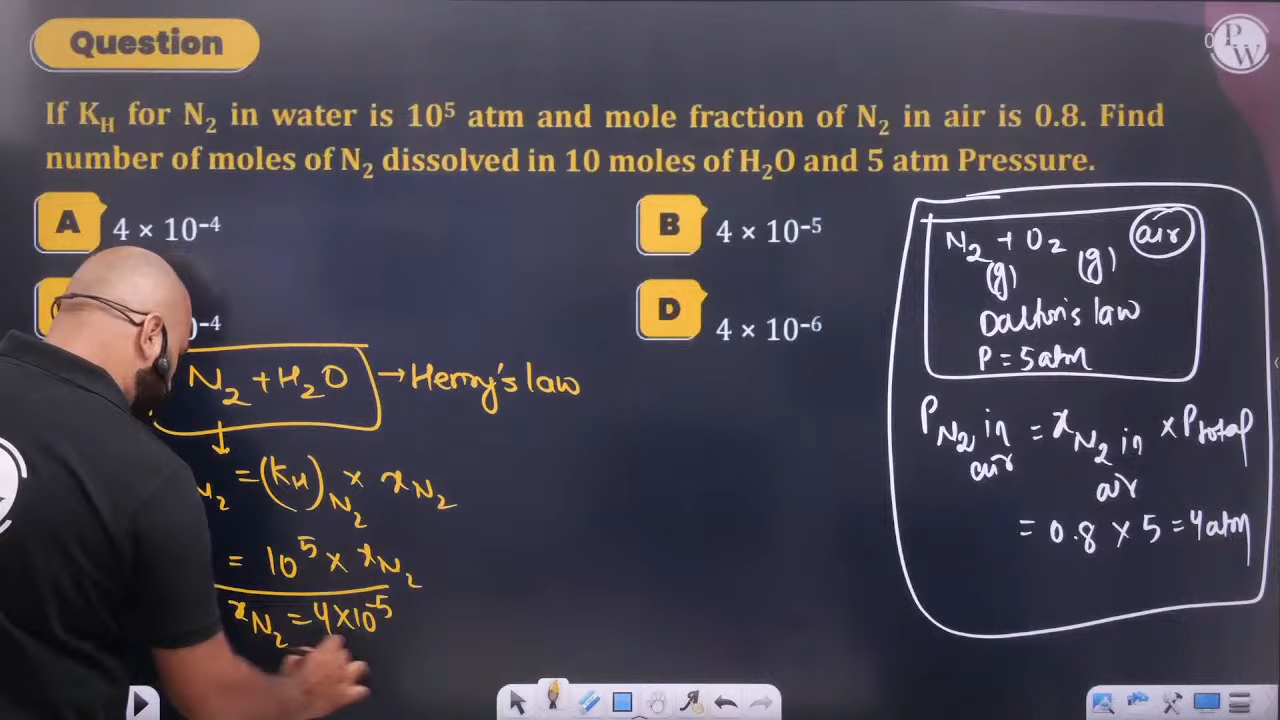 Question
PW
If K_H for N₂ in water is 10⁵ atm and mole fraction of N₂ in air is 0.8. Find
number of moles of N₂ dissolved in 10 moles of H₂O and 5 atm Pressure.
A 4 × 10⁻⁴
B 4 × 10⁻⁵
⁻⁴
D 4 × 10⁻⁶
N₂ + H₂O → Henry's law
N₂ = (K_H)_N₂ × x_N₂
= 10⁵ × x_N₂
x_N₂ = 4×10⁻⁵
N₂ (g) + O₂ (g) air
Dalton's law
P = 5 atm
P_N₂ in air = x_N₂ in air × P_total
= 0.8 × 5 = 4 atm